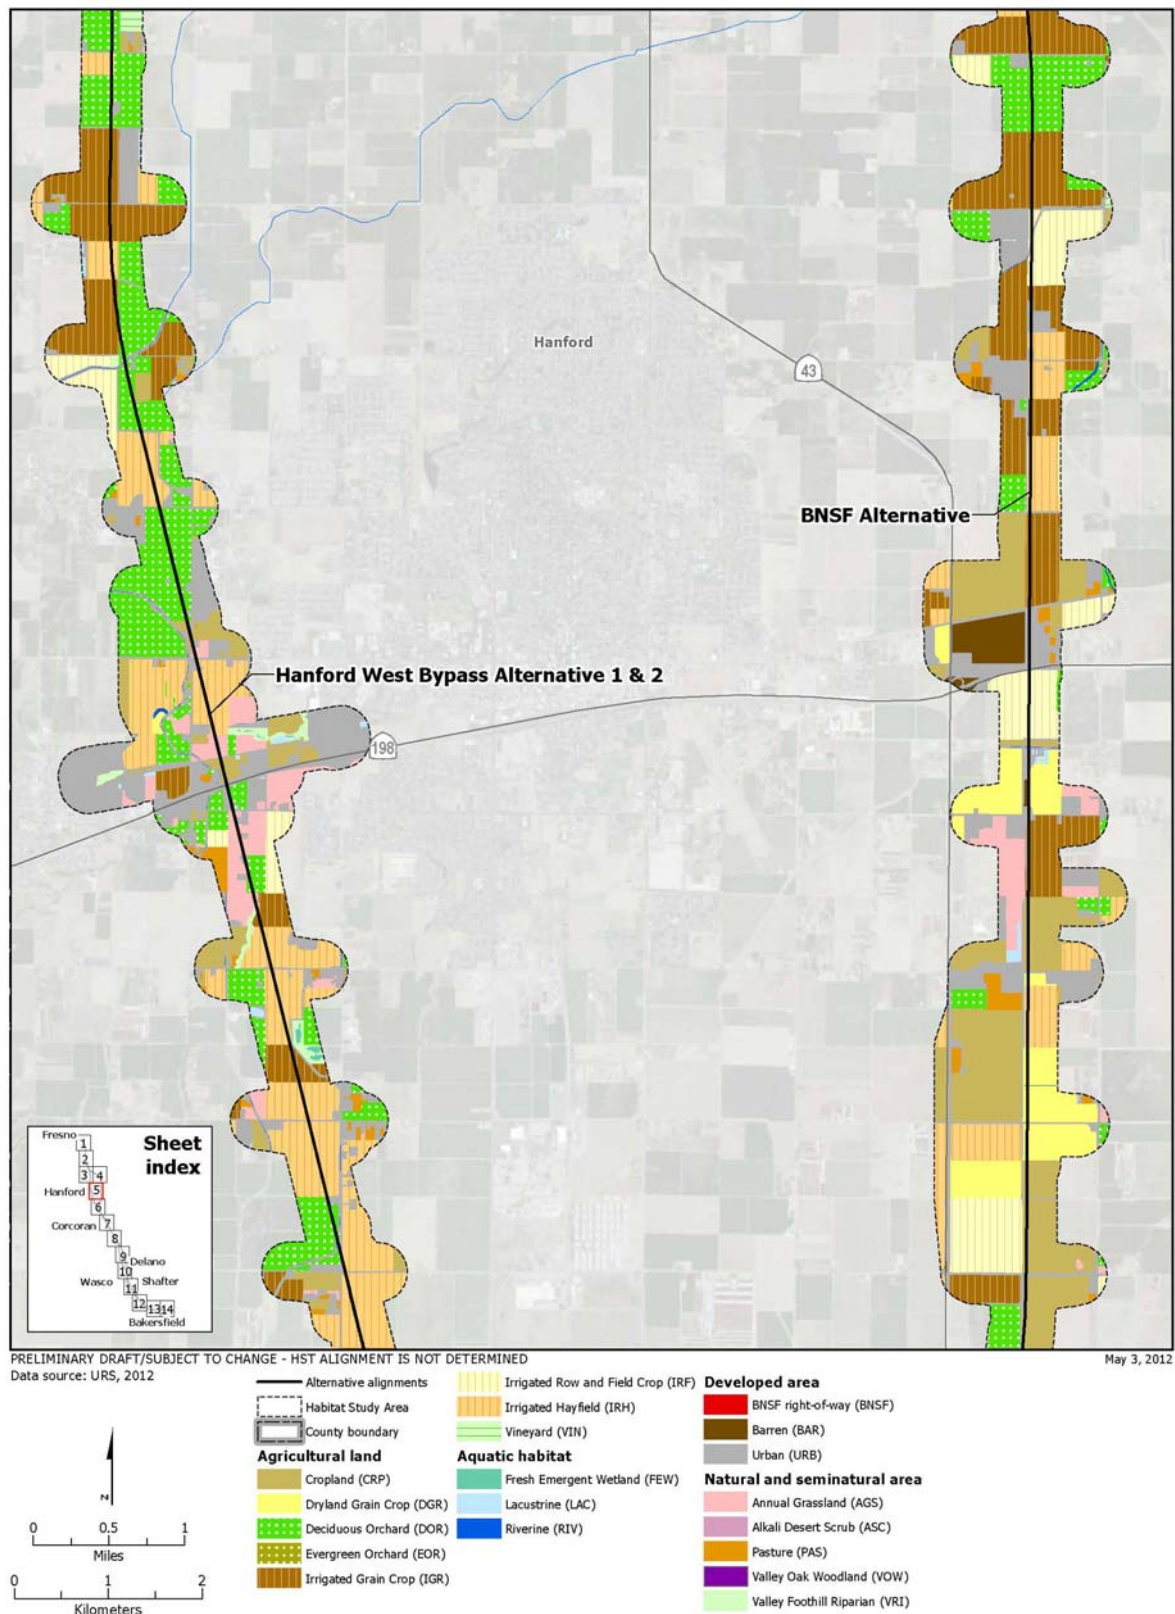 Hanford
43
BNSF Alternative
Hanford West Bypass Alternative 1 & 2
198
Sheet
index
Fresno
1
2
3 4
Hanford 5
6
Corcoran 7
8
9
Delano
10
Wasco Shafter
11
12 13 14
Bakersfield
PRELIMINARY DRAFT/SUBJECT TO CHANGE - HST ALIGNMENT IS NOT DETERMINED
Data source: URS, 2012
May 3, 2012
Alternative alignments
Habitat Study Area
County boundary
Agricultural land
Cropland (CRP)
Dryland Grain Crop (DGR)
Deciduous Orchard (DOR)
Evergreen Orchard (EOR)
Irrigated Grain Crop (IGR)
Irrigated Row and Field Crop (IRF)
Irrigated Hayfield (IRH)
Vineyard (VIN)
Aquatic habitat
Fresh Emergent Wetland (FEW)
Lacustrine (LAC)
Riverine (RIV)
Developed area
BNSF right-of-way (BNSF)
Barren (BAR)
Urban (URB)
Natural and seminatural area
Annual Grassland (AGS)
Alkali Desert Scrub (ASC)
Pasture (PAS)
Valley Oak Woodland (VOW)
Valley Foothill Riparian (VRI)
N
0 0.5 1
Miles
0 1 2
Kilometers